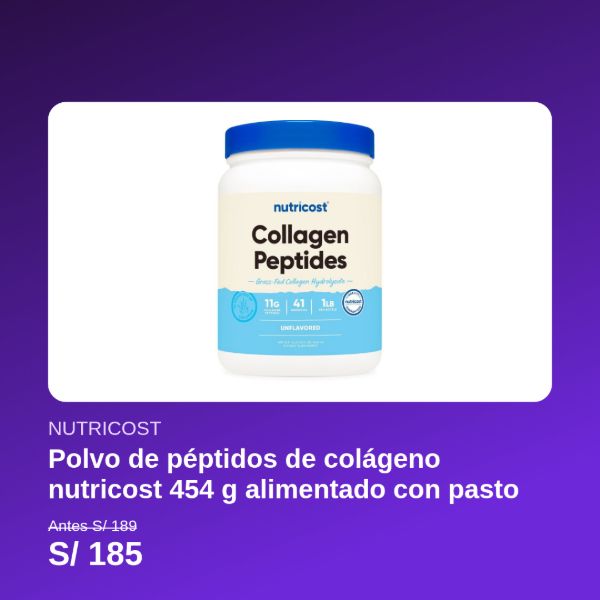 nutricost
Collagen
Peptides
Grass-Fed Collagen Hydrolysate
11G 41 1LB
nutricost
UNFLAVORED
NUTRICOST
Polvo de péptidos de colágeno
nutricost 454 g alimentado con pasto
Antes S/ 189
S/ 185